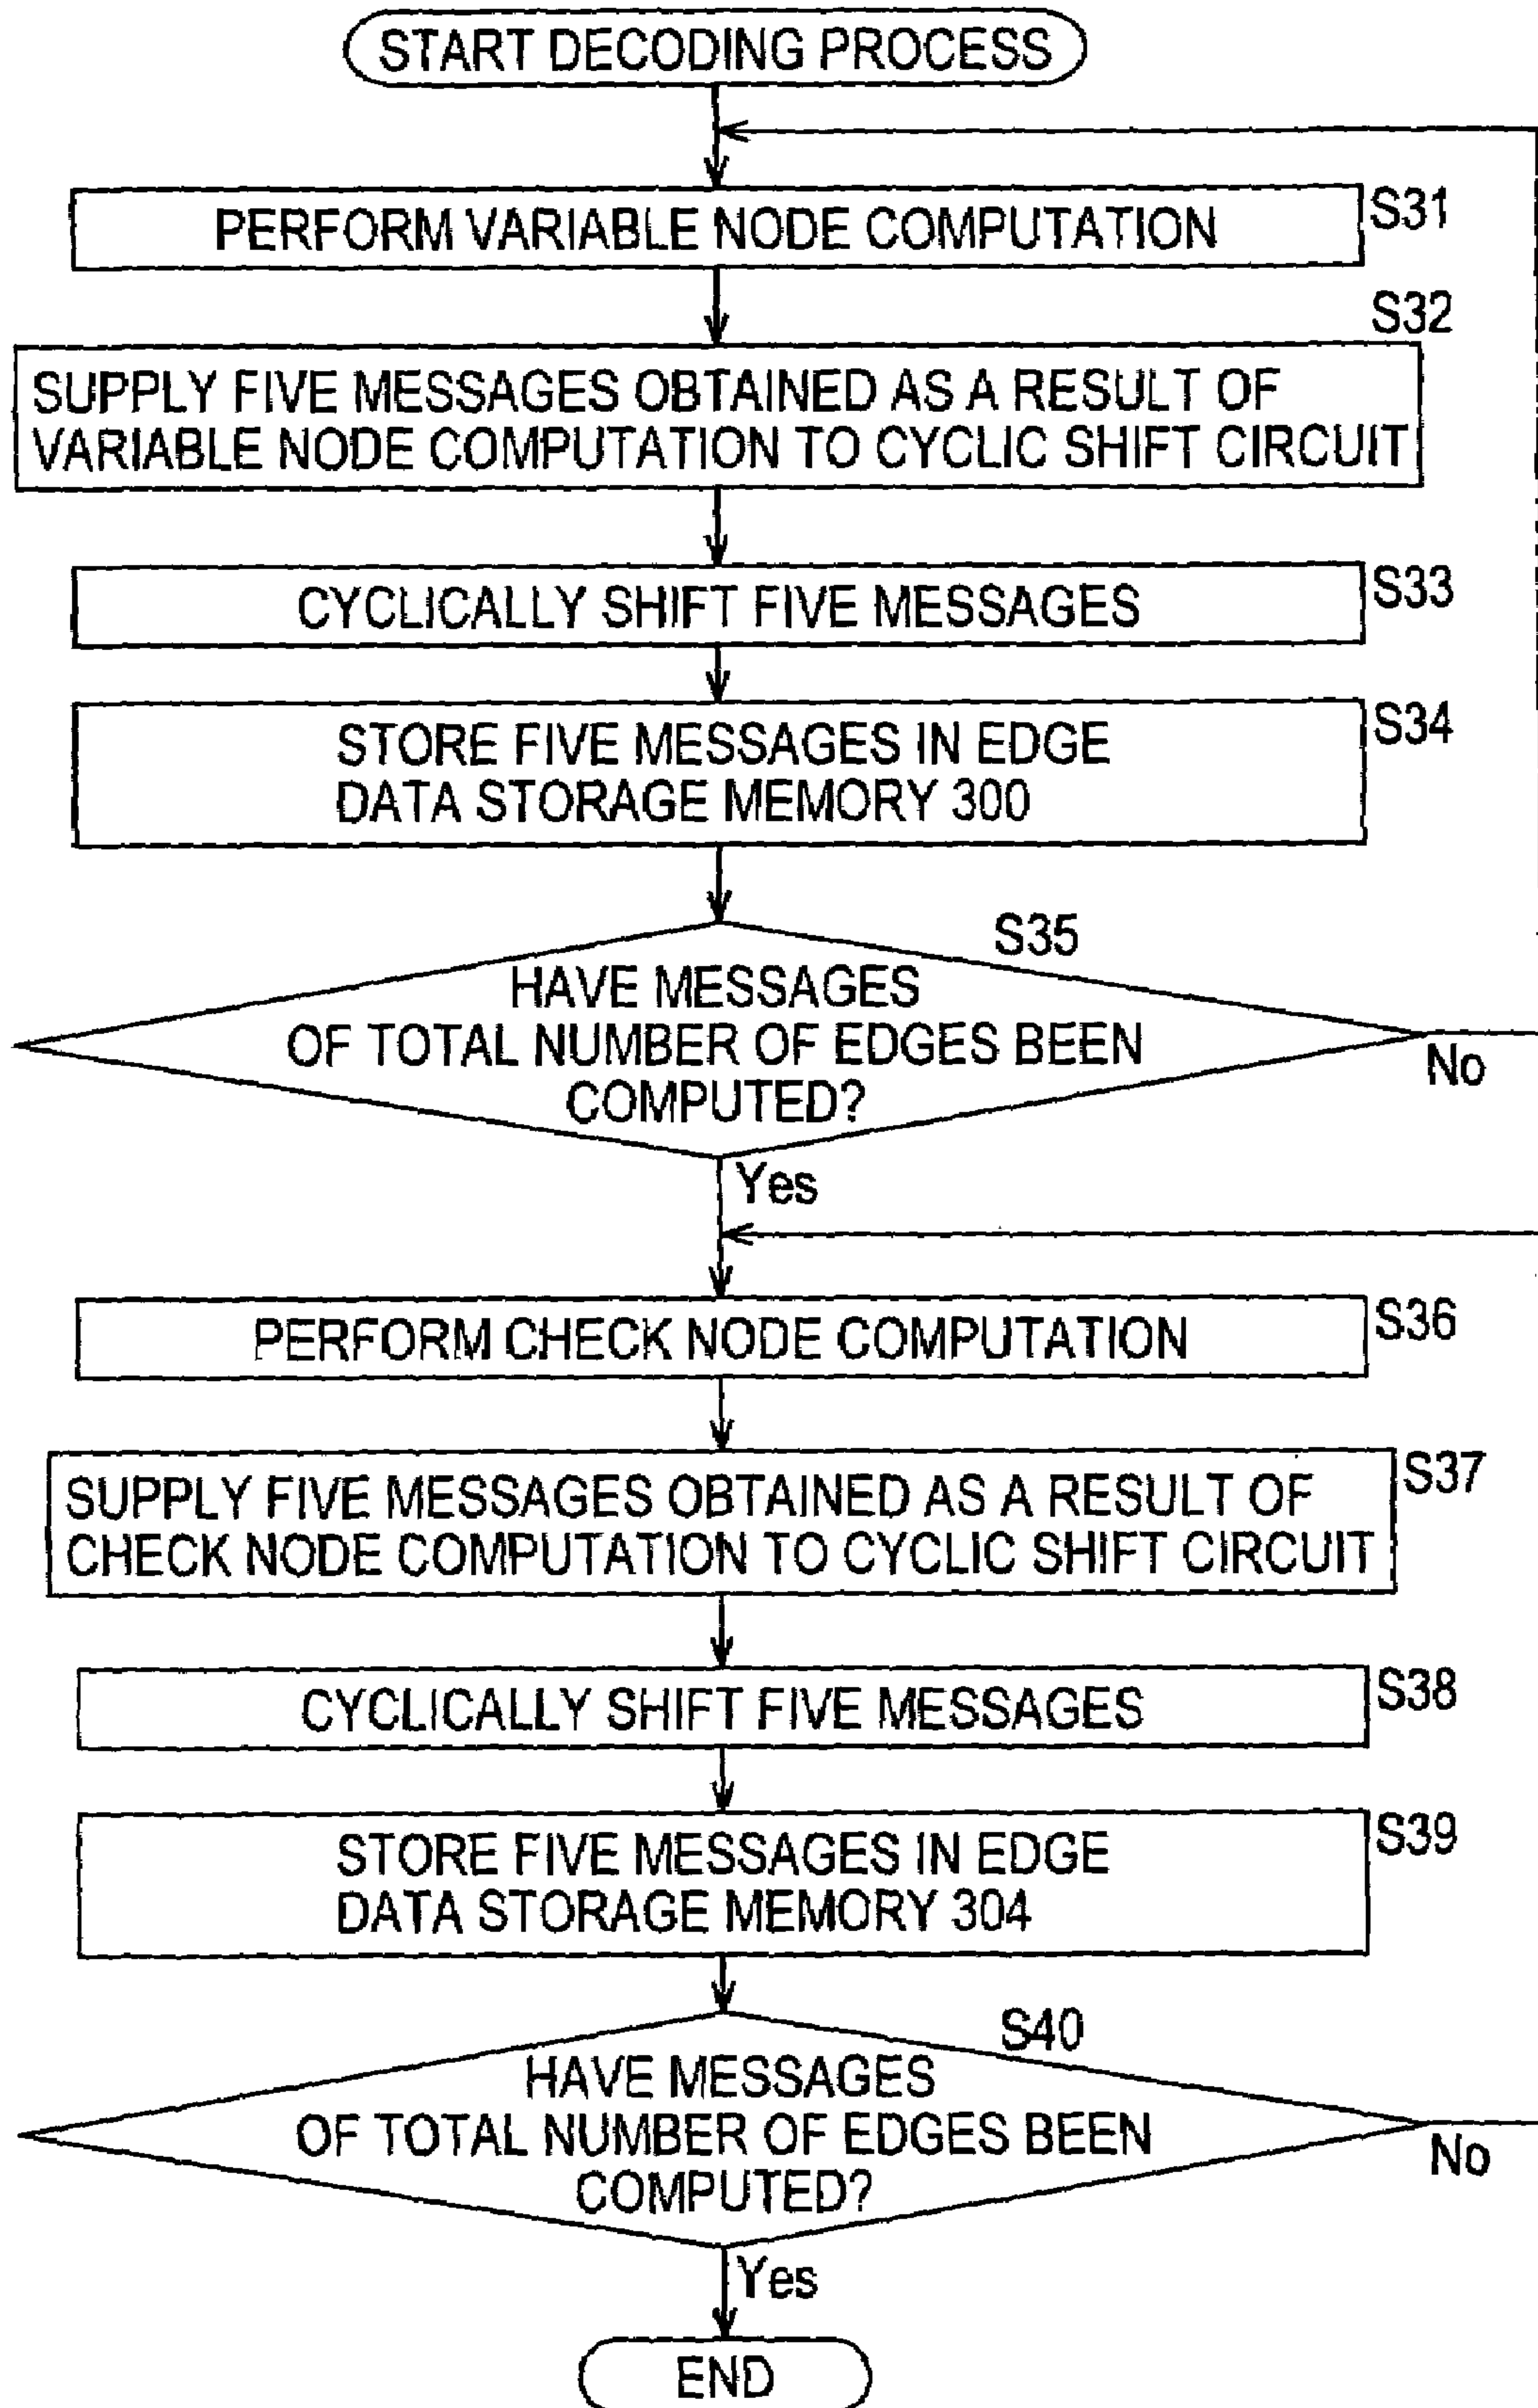 START DECODING PROCESS
PERFORM VARIABLE NODE COMPUTATION
S31
S32
SUPPLY FIVE MESSAGES OBTAINED AS A RESULT OF
VARIABLE NODE COMPUTATION TO CYCLIC SHIFT CIRCUIT
CYCLICALLY SHIFT FIVE MESSAGES
S33
STORE FIVE MESSAGES IN EDGE
DATA STORAGE MEMORY 300
S34
S35
HAVE MESSAGES
OF TOTAL NUMBER OF EDGES BEEN
COMPUTED?
No
Yes
PERFORM CHECK NODE COMPUTATION
S36
SUPPLY FIVE MESSAGES OBTAINED AS A RESULT OF
CHECK NODE COMPUTATION TO CYCLIC SHIFT CIRCUIT
S37
CYCLICALLY SHIFT FIVE MESSAGES
S38
STORE FIVE MESSAGES IN EDGE
DATA STORAGE MEMORY 304
S39
S40
HAVE MESSAGES
OF TOTAL NUMBER OF EDGES BEEN
COMPUTED?
No
Yes
END